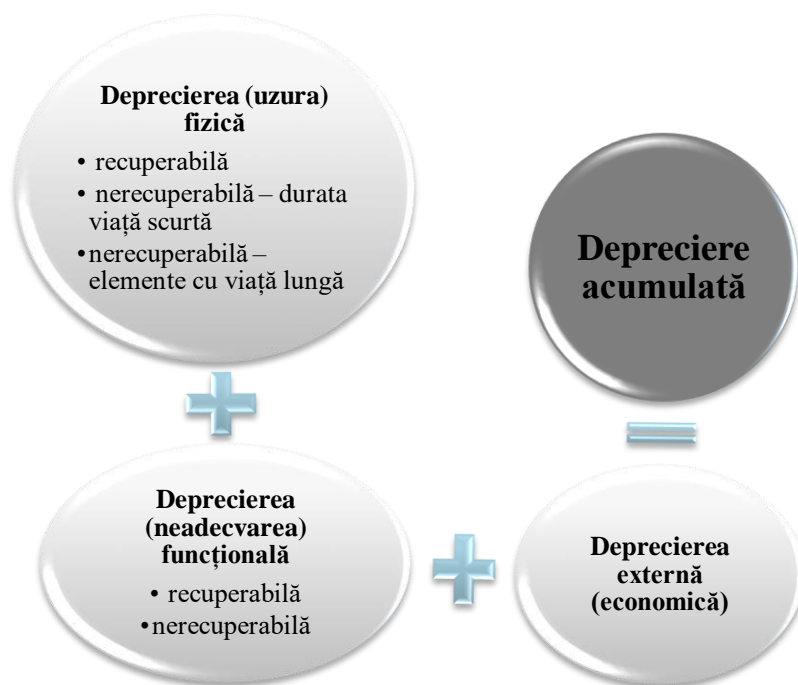 Deprecierea (uzura)
fizică
• recuperabilă
• nerecuperabilă – durata
viață scurtă
•nerecuperabilă –
elemente cu viață lungă
+
Deprecierea
(neadecvarea)
funcțională
• recuperabilă
•nerecuperabilă
+
Deprecierea
externă
(economică)
=
Depreciere
acumulată